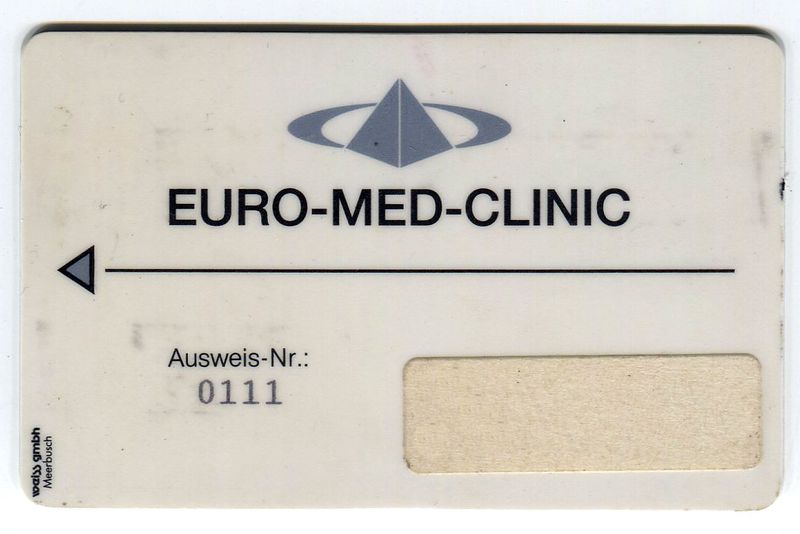 EURO-MED-CLINIC
Ausweis-Nr.:
0111
weiss gmbh
Meerbusch